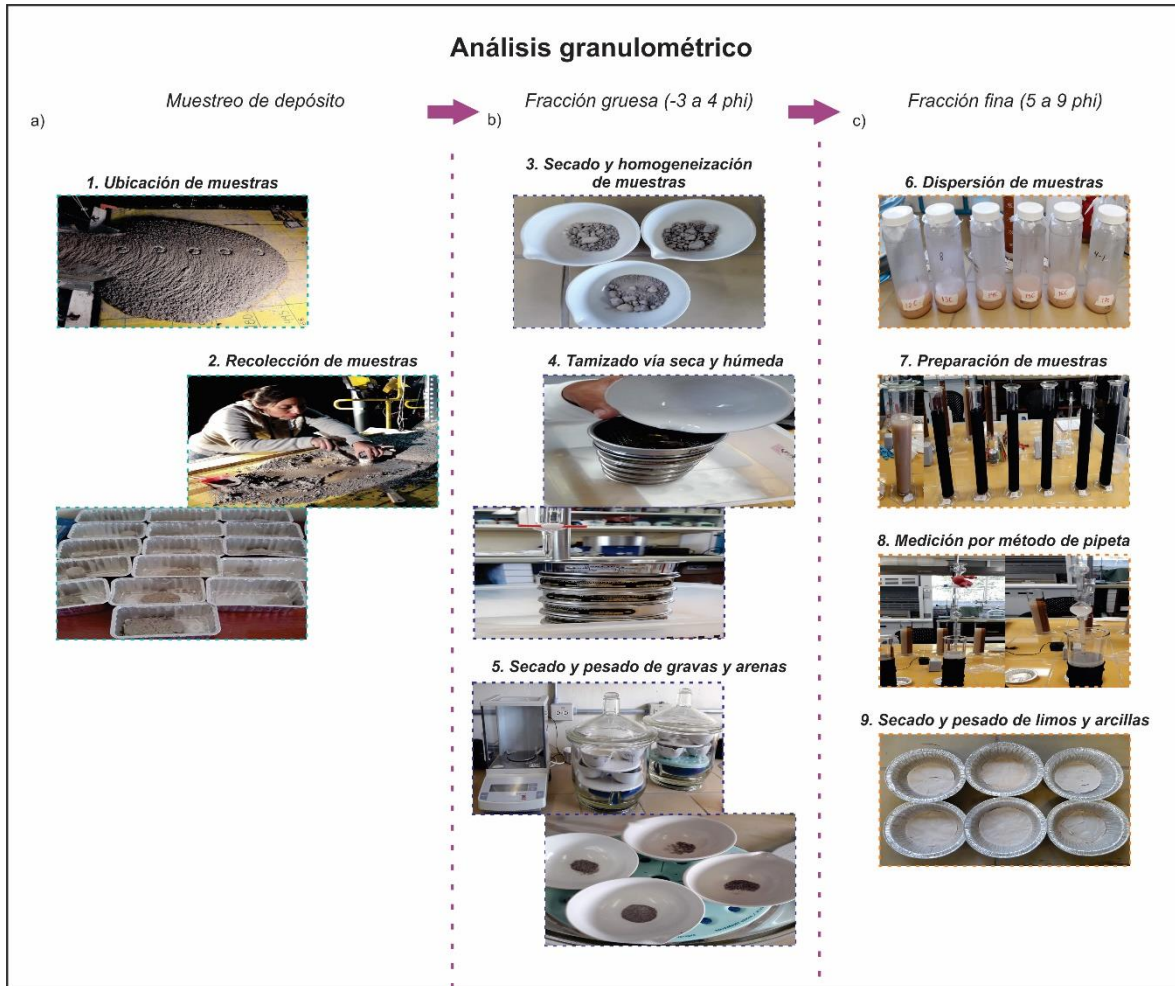 Análisis granulométrico
Muestreo de depósito
Fracción gruesa (-3 a 4 phi)
Fracción fina (5 a 9 phi)
a)
b)
c)
1. Ubicación de muestras
2. Recolección de muestras
3. Secado y homogeneización
de muestras
4. Tamizado vía seca y húmeda
5. Secado y pesado de gravas y arenas
6. Dispersión de muestras
8
4-1
7. Preparación de muestras
8. Medición por método de pipeta
9. Secado y pesado de limos y arcillas